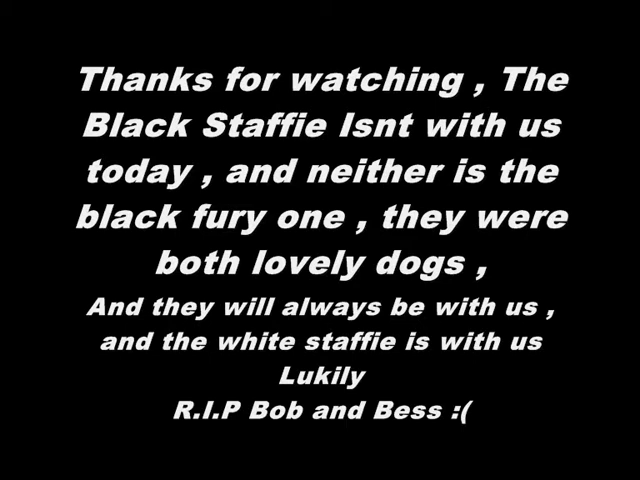 Thanks for watching , The
Black Staffie Isnt with us
today , and neither is the
black fury one , they were
both lovely dogs ,
And they will always be with us ,
and the white staffie is with us
Lukily
R.I.P Bob and Bess :(